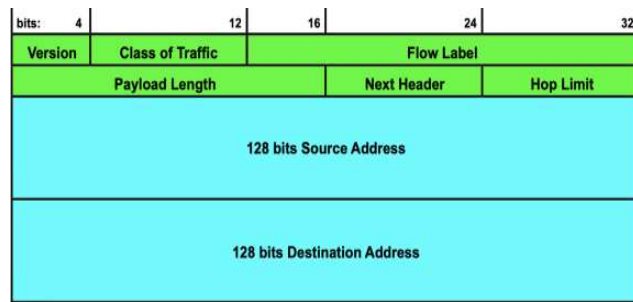 bits: 4 12 16 24 32
Version Class of Traffic Flow Label
Payload Length Next Header Hop Limit
128 bits Source Address
128 bits Destination Address